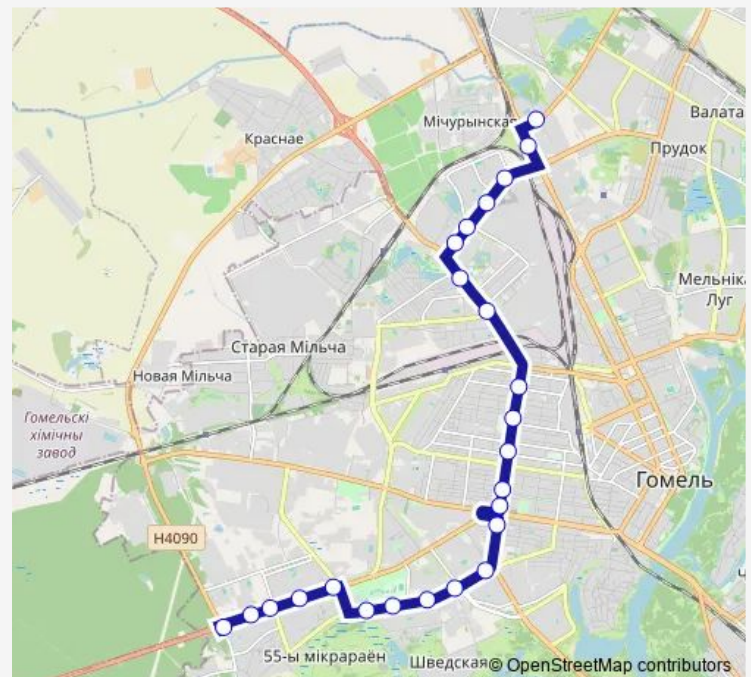 Валата
Мічурынская
Краснае
Прудок
Мельніка
Луг
Старая Мільча
Новая Мільча
Гомельскі
хімічны
завод
Гомель
H4090
Ч
55-ы мікрараён
Шведская
© OpenStreetMap contributors